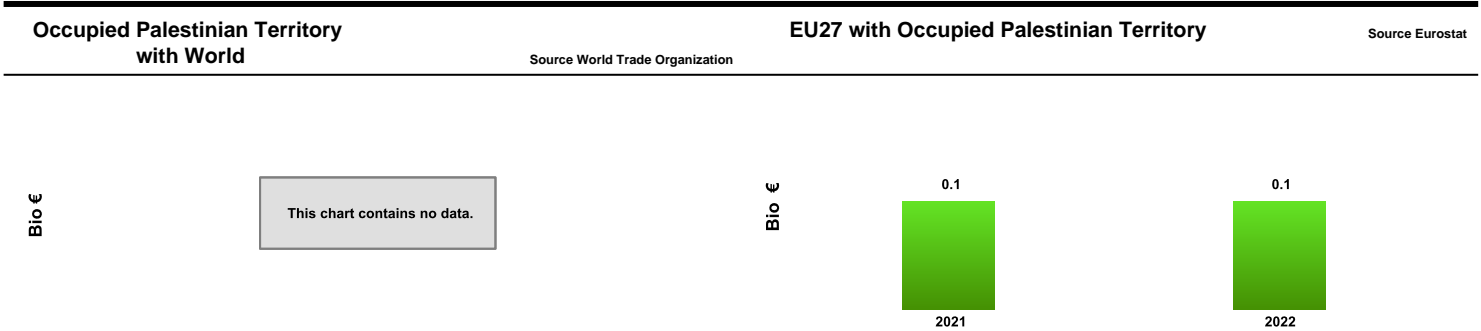 Occupied Palestinian Territory
with World
Source World Trade Organization
Bio €
This chart contains no data.
EU27 with Occupied Palestinian Territory
Source Eurostat
Bio €
0.1
0.1
2021
2022